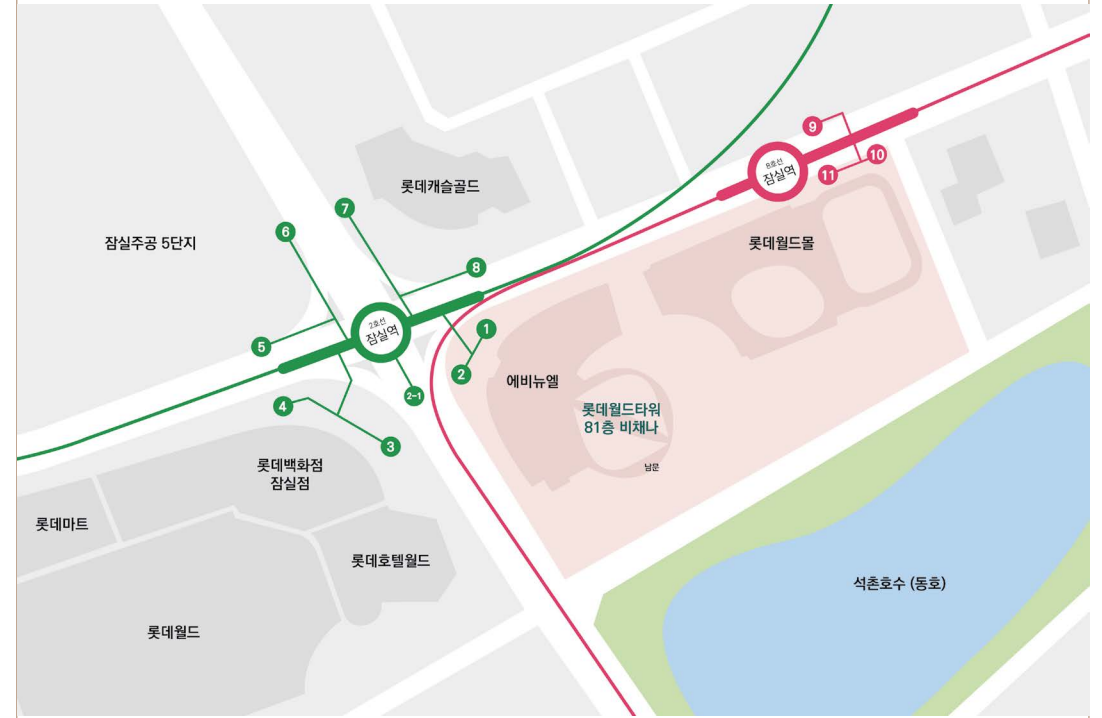 9
10
11
8호선
잠실역
롯데캐슬골드
7
6
잠실주공 5단지
롯데월드몰
8
2호선
잠실역
1
5
2
에비뉴엘
2-1
4
롯데월드타워
81층 비채나
3
롯데백화점
잠실점
남문
롯데마트
롯데호텔월드
석촌호수 (동호)
롯데월드